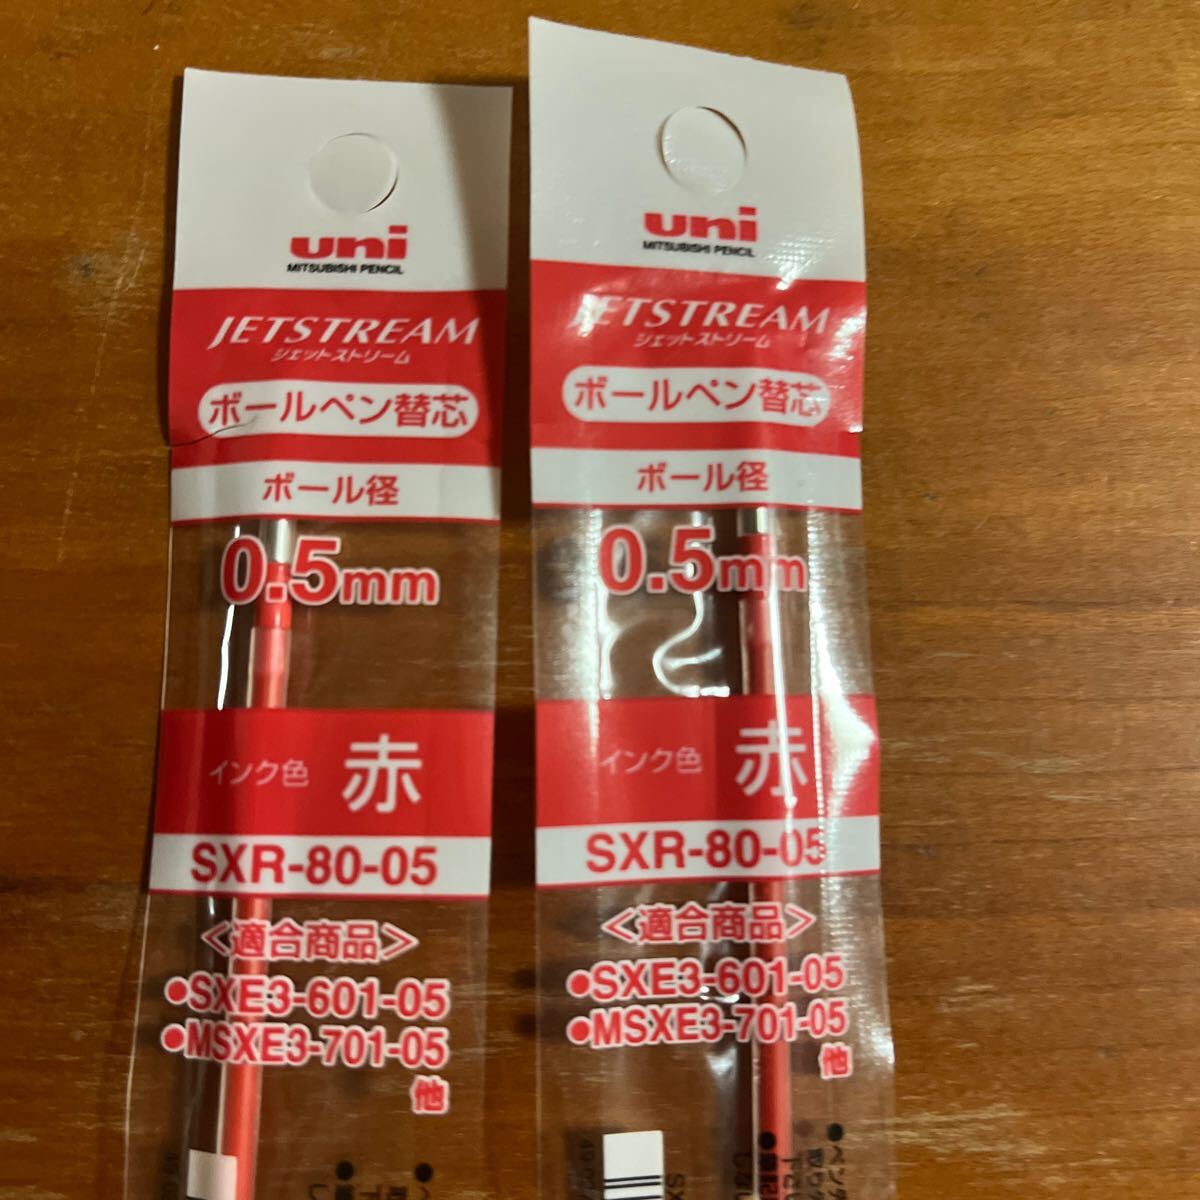 uni
MITSUBISHI PENCIL
JETSTREAM
ジェットストリーム
ボールペン替芯
ボール径
0.5mm
インク色 赤
SXR-80-05
<適合商品>
●SXE3-601-05
●MSXE3-701-05
他
uni
MITSUBISHI PENCIL
JETSTREAM
ジェットストリーム
ボールペン替芯
ボール径
0.5mm
インク色 赤
SXR-80-05
<適合商品>
●SXE3-601-05
●MSXE3-701-05
他